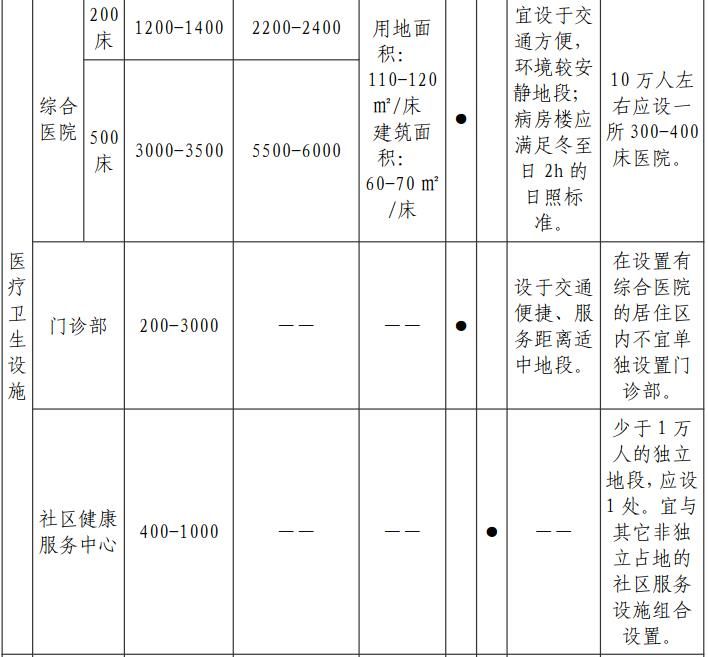 医
疗
卫
生
设
施
综合
医院
200
床
1200-1400
2200-2400
500
床
3000-3500
5500-6000
用地面
积：
110-120
㎡/床
建筑面
积：
60-70 ㎡
/床
●
宜设于交
通方便，
环境较安
静地段；
病房楼应
满足冬至
日 2h 的
日照标
准。
10 万人左
右应设一
所 300-400
床医院。
门诊部
200-3000
——
——
●
设于交通
便捷、服
务距离适
中地段。
在设置有
综合医院
的居住区
内不宜单
独设置门
诊部。
社区健康
服务中心
400-1000
——
——
●
——
少于 1 万
人的独立
地段，应设
1 处。宜与
其它非独
立占地的
社区服务
设施组合
设置。